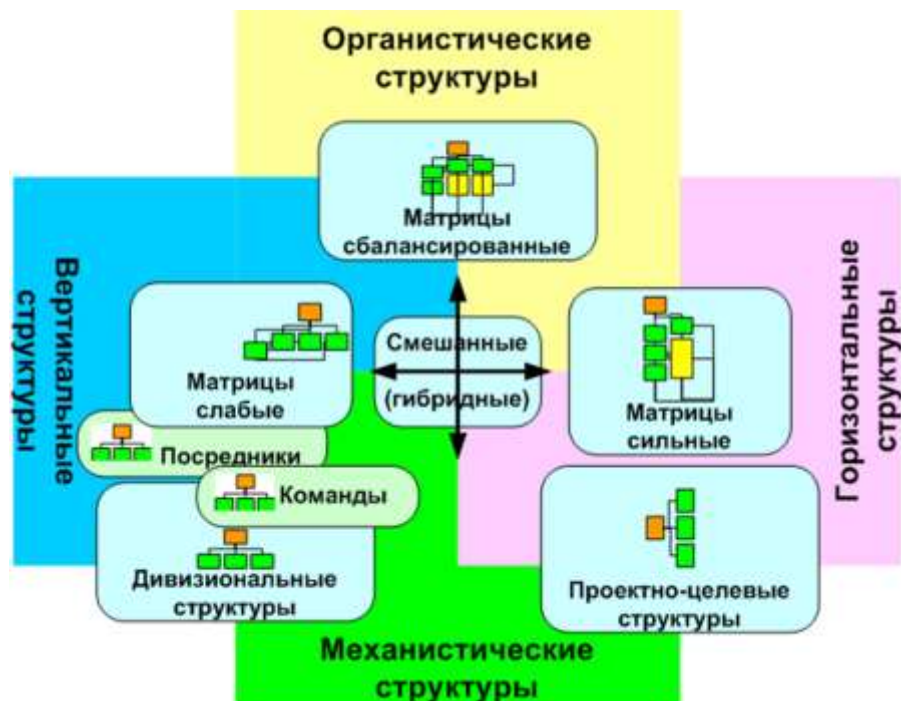 Органистические
структуры
Матрицы
сбалансированные
Вертикальные
структуры
Матрицы
слабые
Смешанные
(гибридные)
Матрицы
сильные
Горизонтальные
структуры
Посредники
Команды
Дивизиональные
структуры
Проектно-целевые
структуры
Механистические
структуры